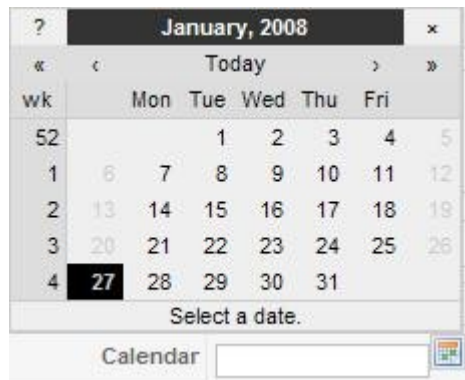 ? January, 2008 ×
« ‹ Today › »
wk Mon Tue Wed Thu Fri
52 1 2 3 4 5
1 6 7 8 9 10 11 12
2 13 14 15 16 17 18 19
3 20 21 22 23 24 25 26
4 27 28 29 30 31
Select a date.
Calendar